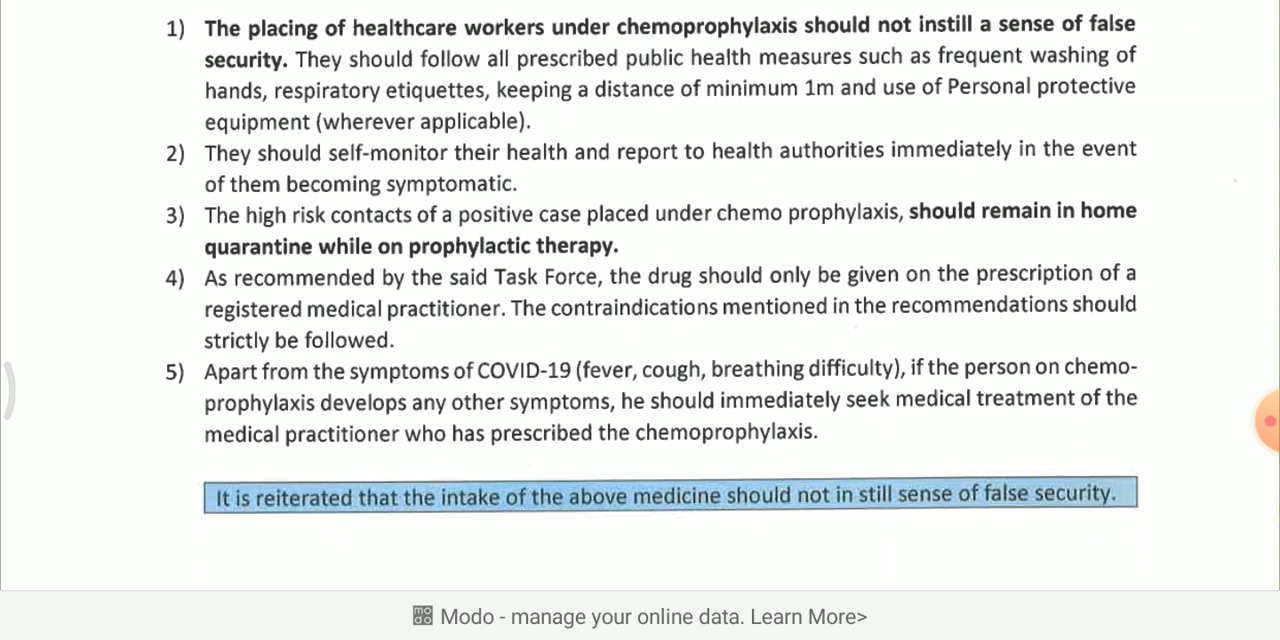 1) The placing of healthcare workers under chemoprophylaxis should not instill a sense of false
security. They should follow all prescribed public health measures such as frequent washing of
hands, respiratory etiquettes, keeping a distance of minimum 1m and use of Personal protective
equipment (wherever applicable).
2) They should self-monitor their health and report to health authorities immediately in the event
of them becoming symptomatic.
3) The high risk contacts of a positive case placed under chemo prophylaxis, should remain in home
quarantine while on prophylactic therapy.
4) As recommended by the said Task Force, the drug should only be given on the prescription of a
registered medical practitioner. The contraindications mentioned in the recommendations should
strictly be followed.
5) Apart from the symptoms of COVID-19 (fever, cough, breathing difficulty), if the person on chemo-
prophylaxis develops any other symptoms, he should immediately seek medical treatment of the
medical practitioner who has prescribed the chemoprophylaxis.
It is reiterated that the intake of the above medicine should not in still sense of false security.
mo
do Modo - manage your online data. Learn More>